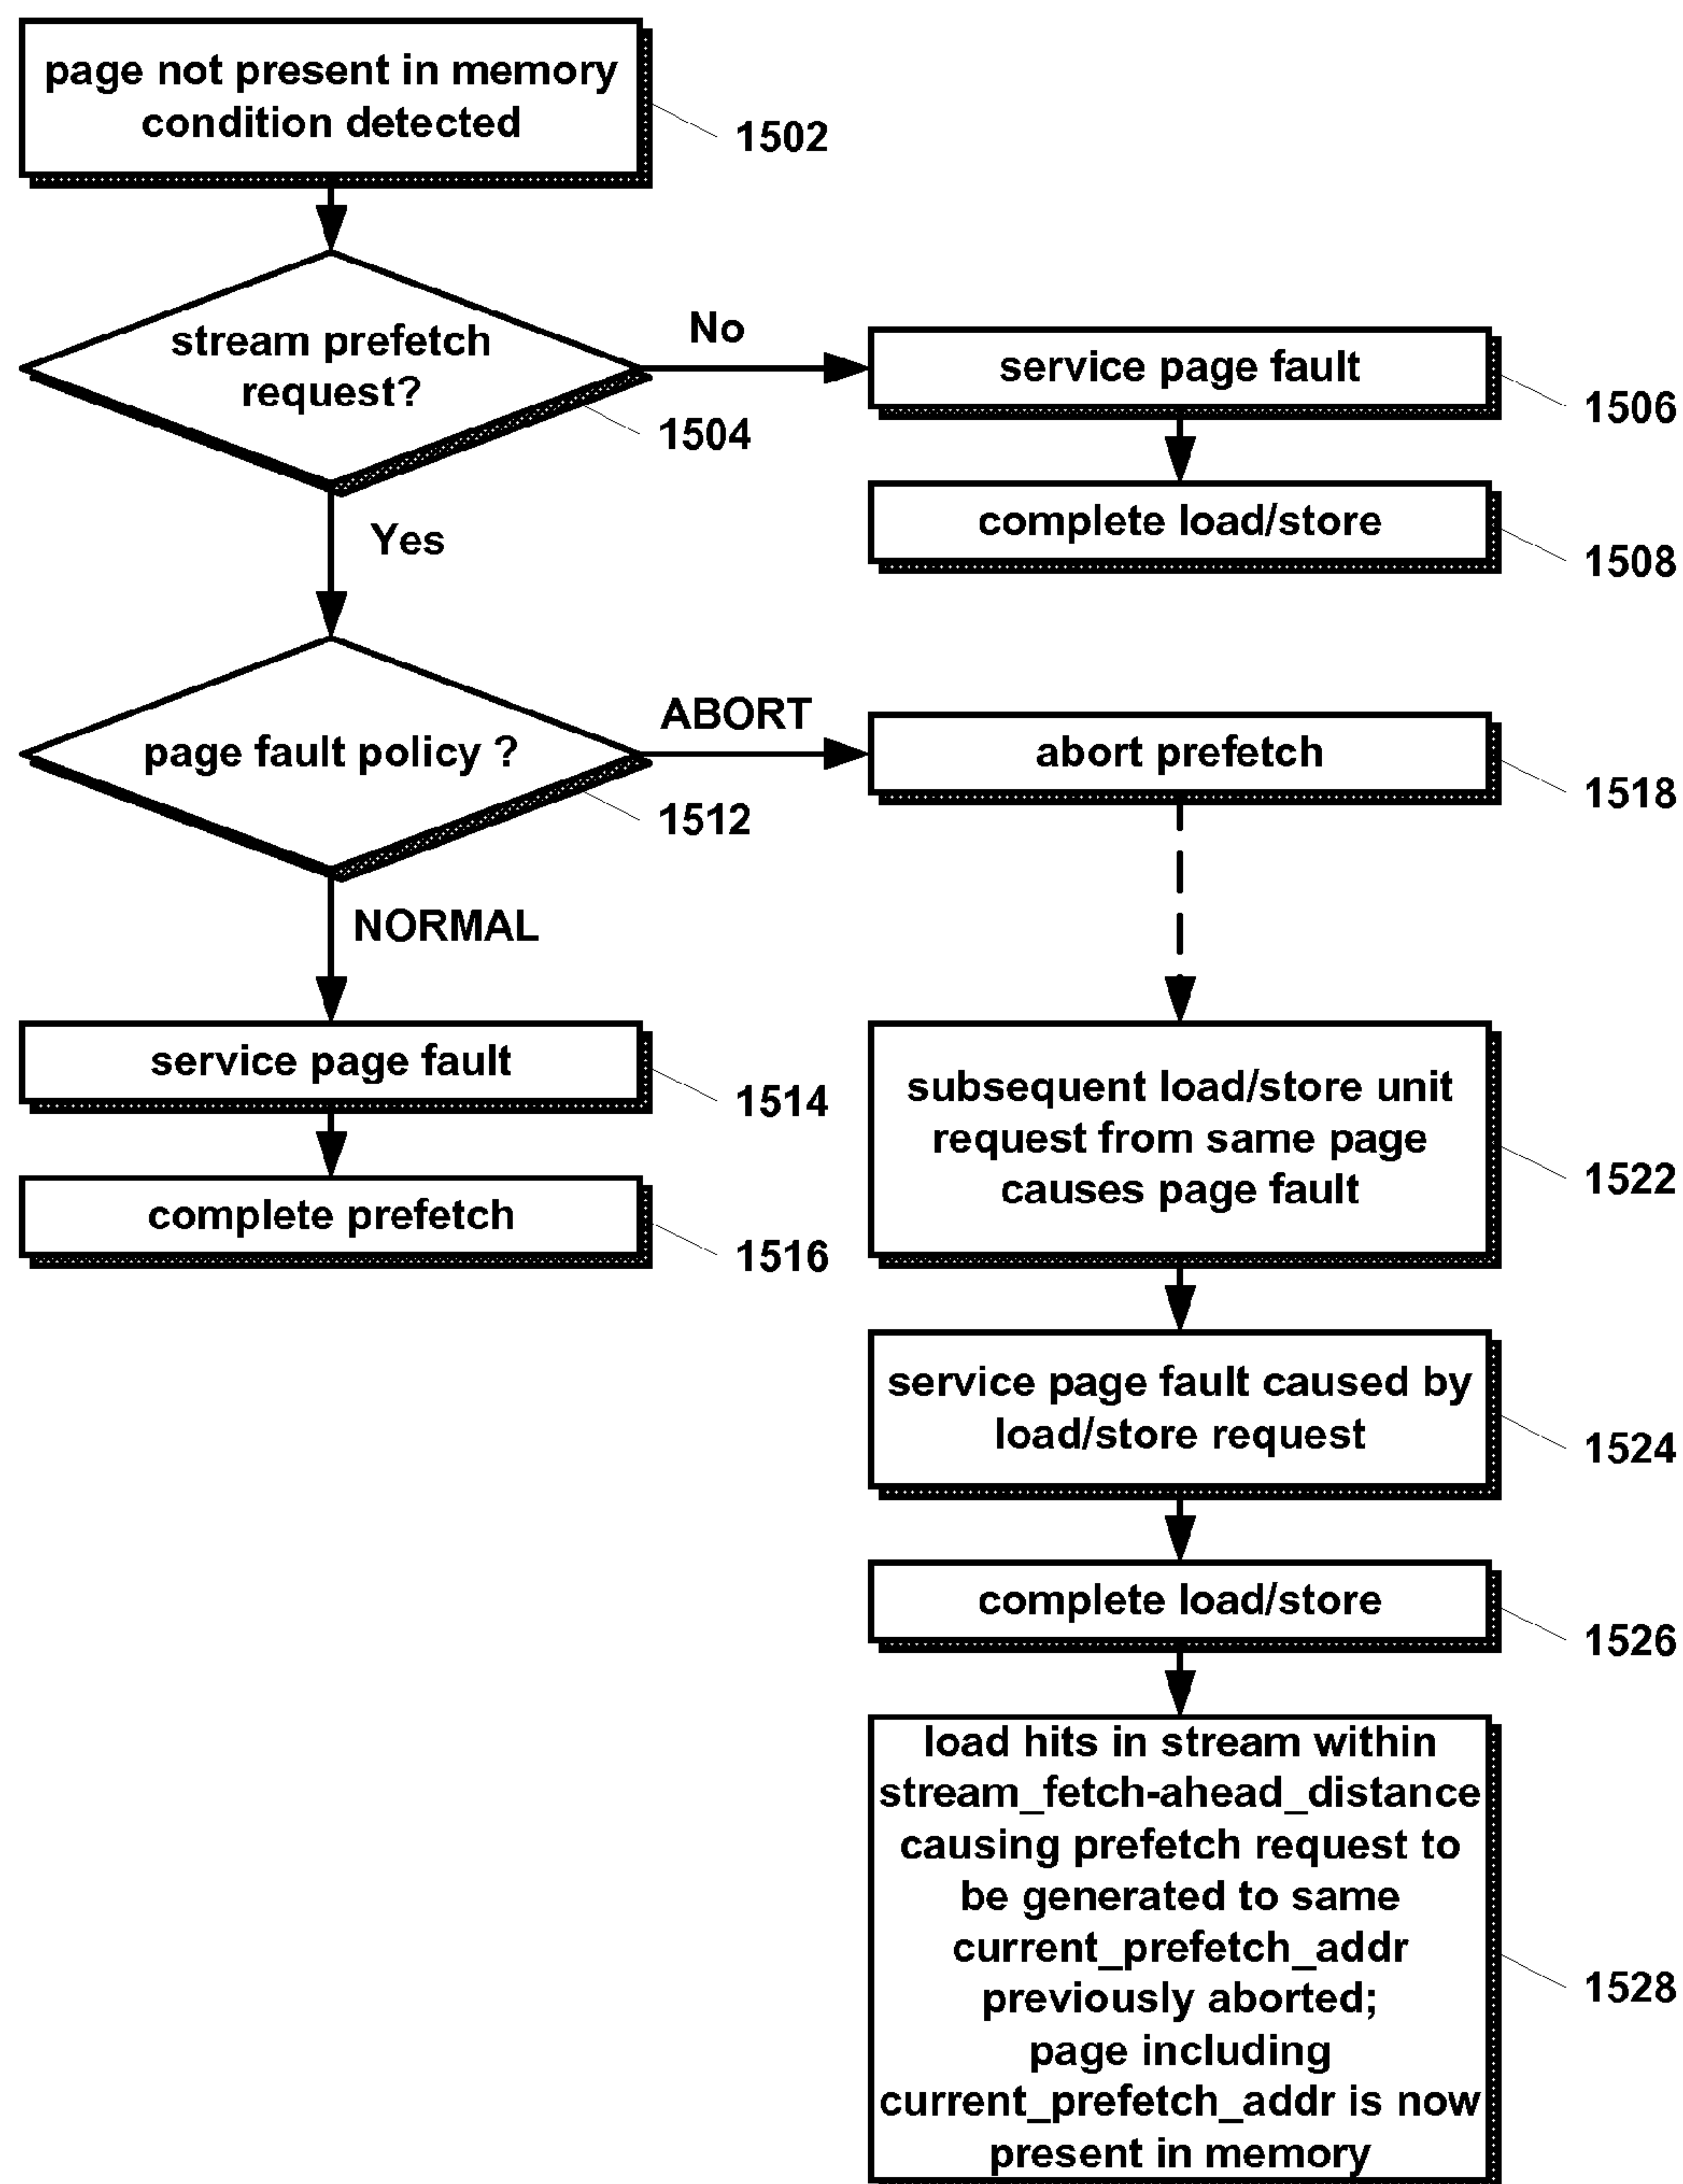 page not present in memory
condition detected
1502
stream prefetch
request?
1504
No
service page fault
1506
complete load/store
1508
Yes
page fault policy ?
1512
ABORT
abort prefetch
1518
NORMAL
service page fault
1514
complete prefetch
1516
subsequent load/store unit
request from same page
causes page fault
1522
service page fault caused by
load/store request
1524
complete load/store
1526
load hits in stream within
stream_fetch-ahead_distance
causing prefetch request to
be generated to same
current_prefetch_addr
previously aborted;
page including
current_prefetch_addr is now
present in memory
1528